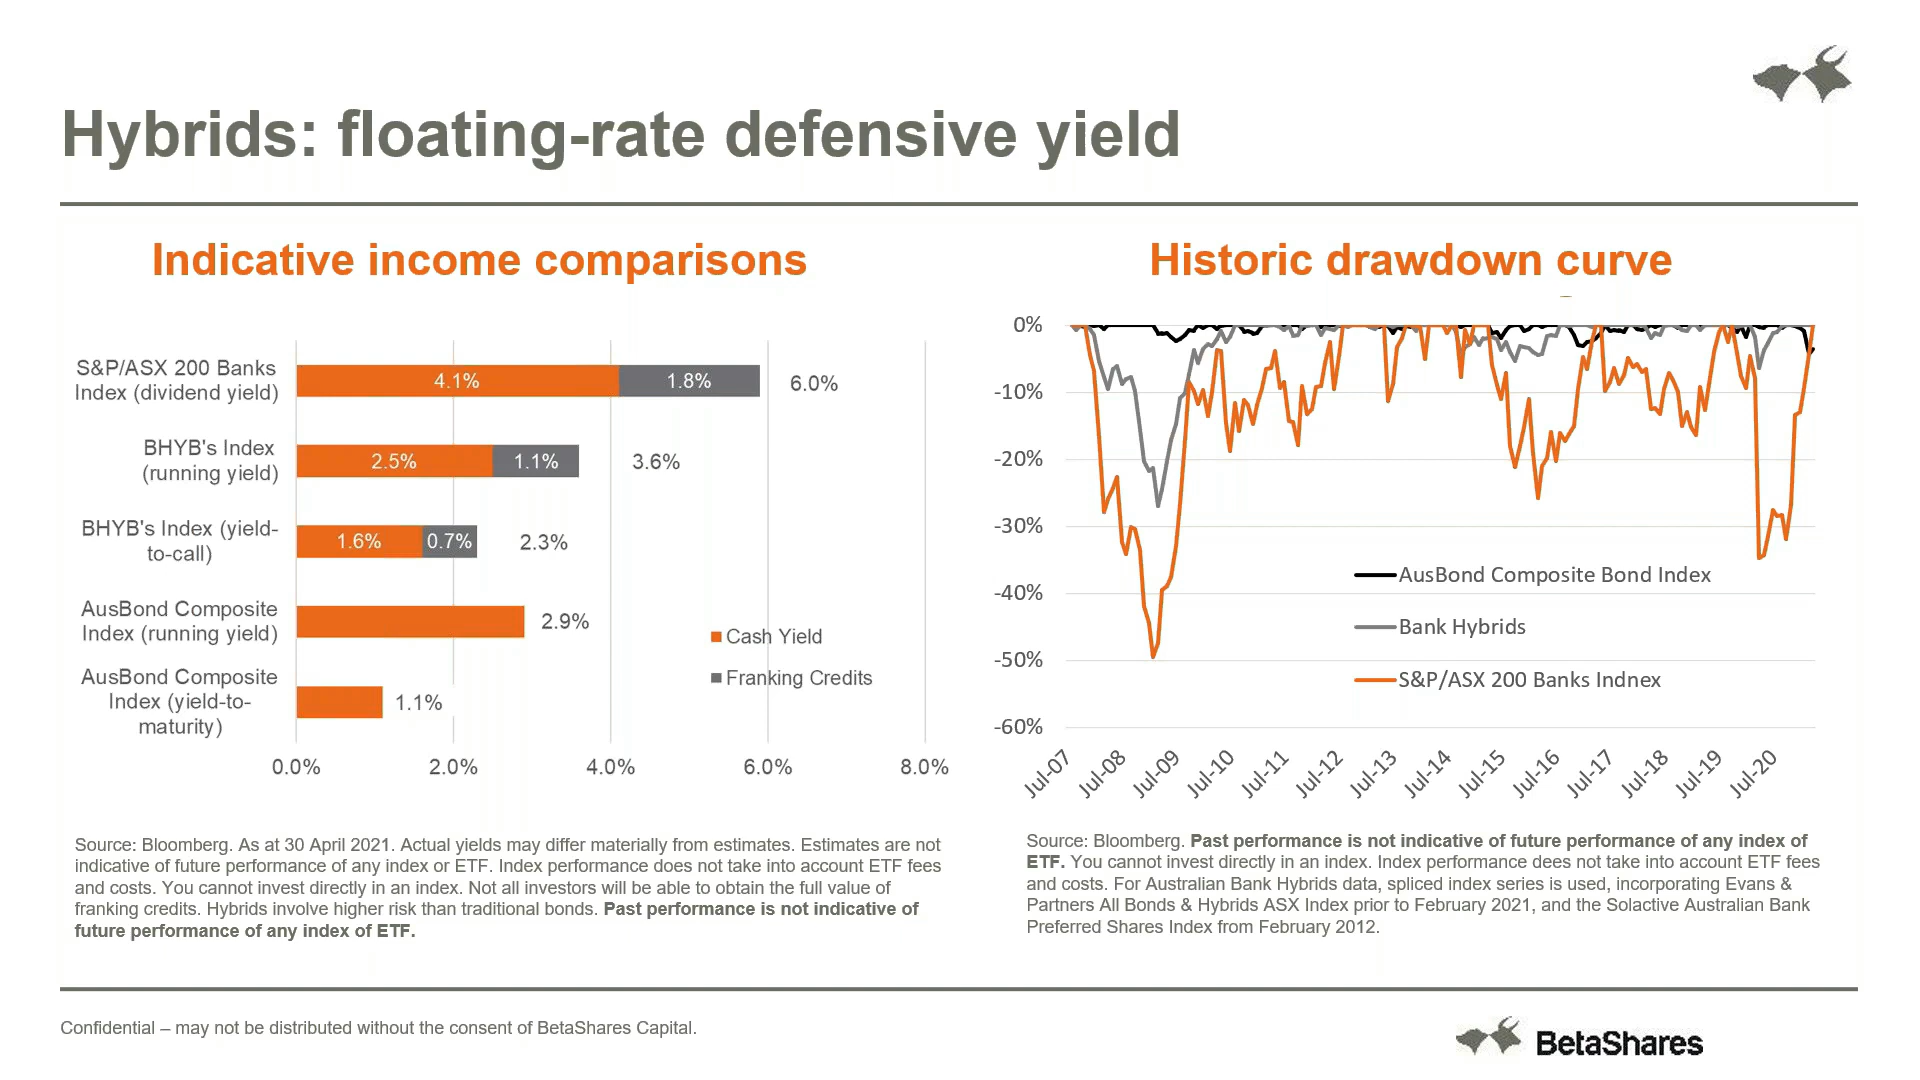 Hybrids: floating-rate defensive yield
Indicative income comparisons
S&P/ASX 200 Banks
Index (dividend yield)
4.1%
1.8%
6.0%
BHYB's Index
(running yield)
2.5%
1.1%
3.6%
BHYB's Index (yield-
to-call)
1.6%
0.7%
2.3%
AusBond Composite
Index (running yield)
2.9%
AusBond Composite
Index (yield-to-
maturity)
1.1%
Cash Yield
Franking Credits
0.0%
2.0%
4.0%
6.0%
8.0%
Source: Bloomberg. As at 30 April 2021. Actual yields may differ materially from estimates. Estimates are not
indicative of future performance of any index or ETF. Index performance does not take into account ETF fees
and costs. You cannot invest directly in an index. Not all investors will be able to obtain the full value of
franking credits. Hybrids involve higher risk than traditional bonds. Past performance is not indicative of
future performance of any index of ETF.
Historic drawdown curve
0%
-10%
-20%
-30%
-40%
-50%
-60%
AusBond Composite Bond Index
Bank Hybrids
S&P/ASX 200 Banks Indnex
Jul-07
Jul-08
Jul-09
Jul-10
Jul-11
Jul-12
Jul-13
Jul-14
Jul-15
Jul-16
Jul-17
Jul-18
Jul-19
Jul-20
Source: Bloomberg. Past performance is not indicative of future performance of any index of
ETF. You cannot invest directly in an index. Index performance dees not take into account ETF fees
and costs. For Australian Bank Hybrids data, spliced index series is used, incorporating Evans &
Partners All Bonds & Hybrids ASX Index prior to February 2021, and the Solactive Australian Bank
Preferred Shares Index from February 2012.
Confidential – may not be distributed without the consent of BetaShares Capital.
BetaShares